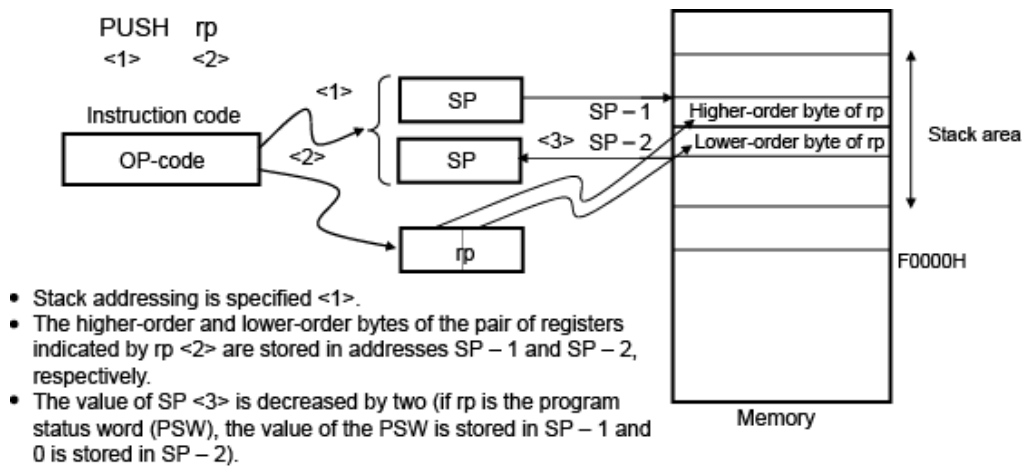 PUSH rp
<1> <2>
Instruction code
OP-code
<1>
<2>
SP
SP
rp
SP – 1
<3> SP – 2
Higher-order byte of rp
Lower-order byte of rp
Stack area
F0000H
Memory
• Stack addressing is specified <1>.
• The higher-order and lower-order bytes of the pair of registers
indicated by rp <2> are stored in addresses SP – 1 and SP – 2,
respectively.
• The value of SP <3> is decreased by two (if rp is the program
status word (PSW), the value of the PSW is stored in SP – 1 and
0 is stored in SP – 2).